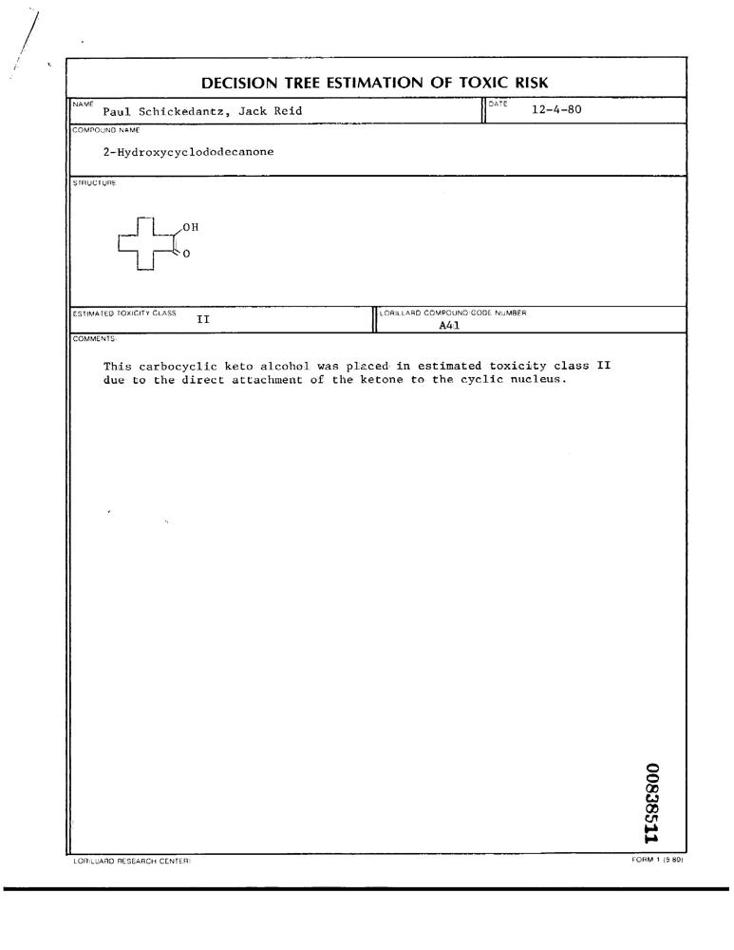 DECISION TREE ESTIMATION OF TOXIC RISK
NAME
Paul Schickedantz, Jack Reid
DATE
12-4-80
COMPOUND NAME
2-Hydroxycyclododecanone
STRUCTURE
OH
O
ESTIMATED TOXICITY CLASS
II
LORILLARD COMPOUND CODE NUMBER
A41
COMMENTS:
This carbocyclic keto alcohol was placed in estimated toxicity class II
due to the direct attachment of the ketone to the cyclic nucleus.
00838511
LORILLARD RESEARCH CENTER
FORM 1 (5 80)